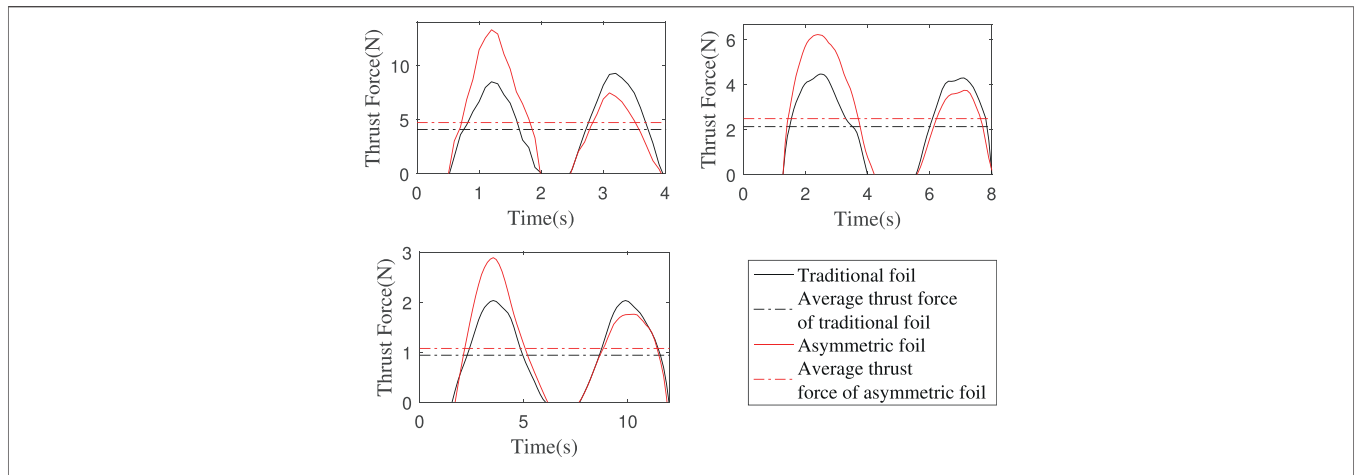 Thrust Force(N)
10
5
0
0 1 2 3 4
Time(s)
Thrust Force(N)
6
4
2
0
0 2 4 6 8
Time(s)
Thrust Force(N)
3
2
1
0
0 5 10
Time(s)
Traditional foil
Average thrust force
of traditional foil
Asymmetric foil
Average thrust
force of asymmetric foil